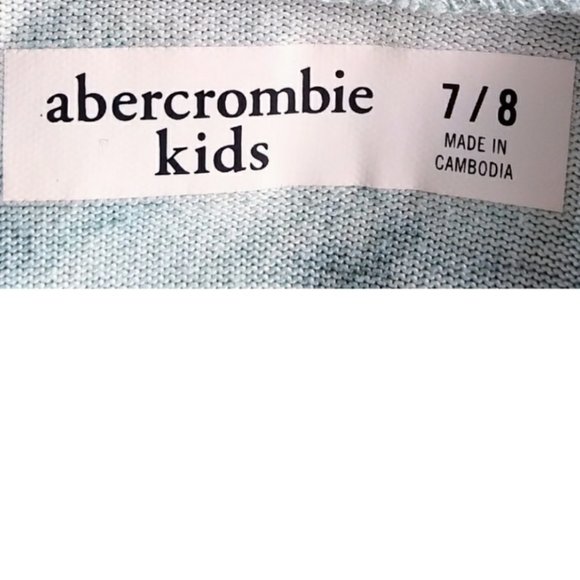 abercrombie
kids
7/8
MADE IN
CAMBODIA